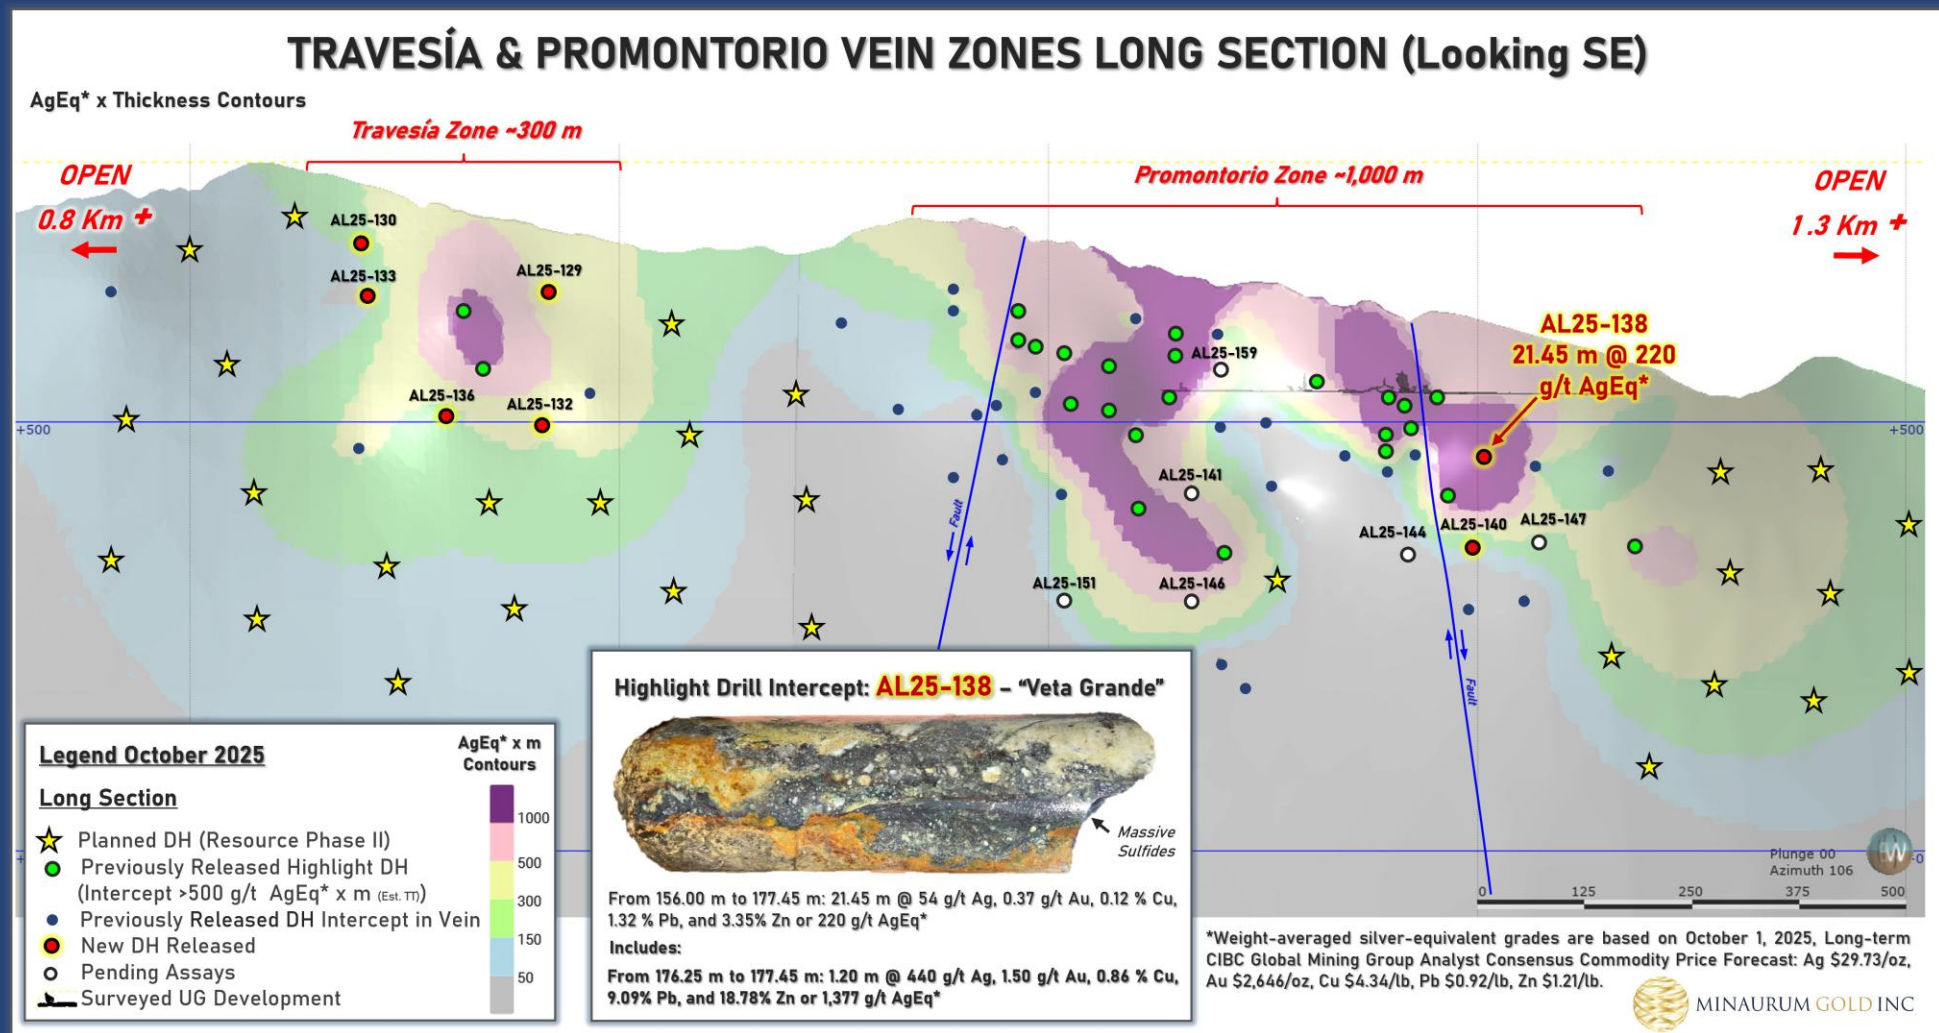 TRAVESÍA & PROMONTORIO VEIN ZONES LONG SECTION (Looking SE)
AgEq* x Thickness Contours
Travesía Zone ~300 m
Promontorio Zone ~1,000 m
OPEN
0.8 Km +
OPEN
1.3 Km +
AL25-130
AL25-133
AL25-129
AL25-136
AL25-132
AL25-159
AL25-138
21.45 m @ 220
g/t AgEq*
+500
+500
AL25-141
AL25-144
AL25-140
AL25-147
AL25-151
AL25-146
Fault
Fault
Highlight Drill Intercept: AL25-138 – “Veta Grande”
Massive
Sulfides
From 156.00 m to 177.45 m: 21.45 m @ 54 g/t Ag, 0.37 g/t Au, 0.12 % Cu,
1.32 % Pb, and 3.35% Zn or 220 g/t AgEq*
Includes:
From 176.25 m to 177.45 m: 1.20 m @ 440 g/t Ag, 1.50 g/t Au, 0.86 % Cu,
9.09% Pb, and 18.78% Zn or 1,377 g/t AgEq*
Legend October 2025
Long Section
Planned DH (Resource Phase II)
Previously Released Highlight DH
(Intercept >500 g/t AgEq* x m (Est. TT))
Previously Released DH Intercept in Vein
New DH Released
Pending Assays
Surveyed UG Development
AgEq* x m
Contours
1000
500
300
150
50
Plunge 00
Azimuth 106
0 125 250 375 500
*Weight-averaged silver-equivalent grades are based on October 1, 2025, Long-term
CIBC Global Mining Group Analyst Consensus Commodity Price Forecast: Ag $29.73/oz,
Au $2,646/oz, Cu $4.34/lb, Pb $0.92/lb, Zn $1.21/lb.
MINAURUM GOLD INC